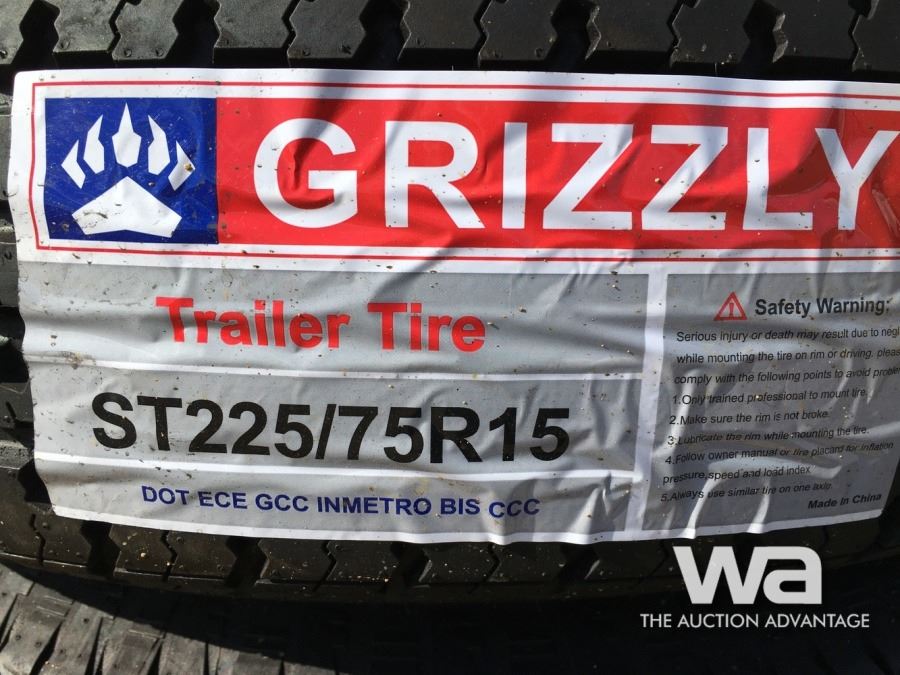 GRIZZLY
Trailer Tire
ST225/75R15
DOT ECE GCC INMETRO BIS CCC
Safety Warning:
Serious injury or death may result due to
while mounting the tire on rim or driving.
comply with the following points to avoid
1.Only trained professional to mount tire.
2.Make sure the rim is not broke.
3.Lubricate the rim while mounting the tire.
4.Follow owner manual or tire placard for inflation
pressure,speed and load index
5.Always use similar tire on one axle.
Made In China
wa
THE AUCTION ADVANTAGE